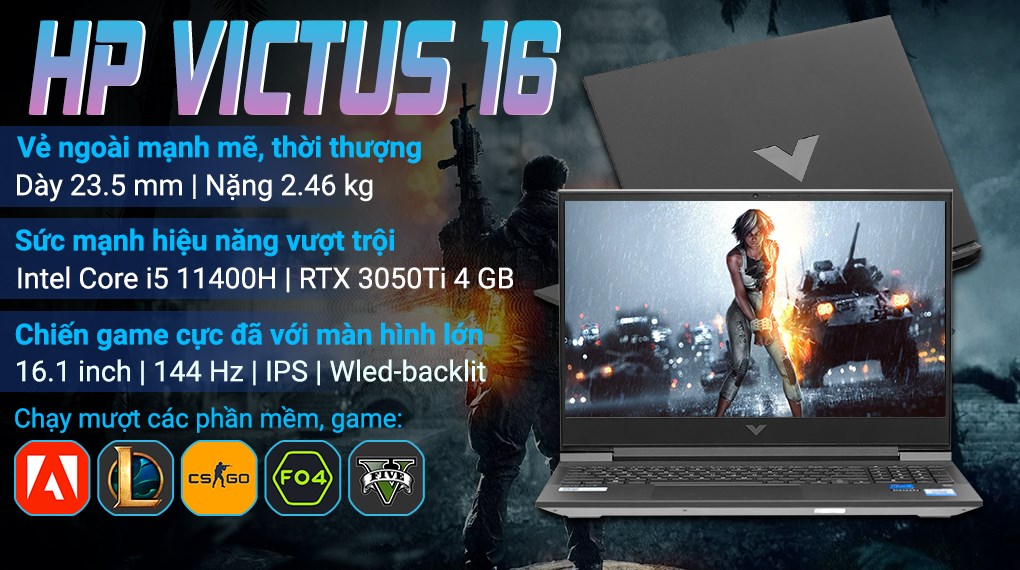 HP VICTUS 16
Vẻ ngoài mạnh mẽ, thời thượng
Dày 23.5 mm | Nặng 2.46 kg
Sức mạnh hiệu năng vượt trội
Intel Core i5 11400H | RTX 3050Ti 4 GB
Chiến game cực đã với màn hình lớn
16.1 inch | 144 Hz | IPS | Wled-backlit
Chạy mượt các phần mềm, game:
L
CS GO
FO4
V
FIVE